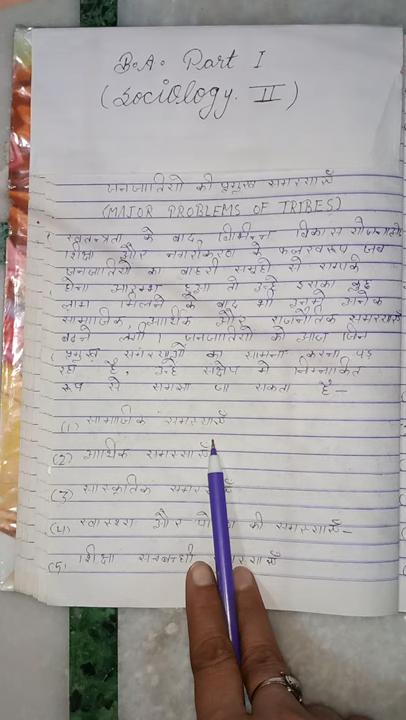 B.A. Part I
(Sociology. II)
जनजातियों की प्रमुख समस्याएँ
(MAJOR PROBLEMS OF TRIBES)
स्वतन्त्रता के बाद विभिन्न विकास योजनाओं
शिक्षा और नगरीकरण के फलस्वरूप जब
जनजातियों का बाहरी समूहों से सम्पर्क
होना आरम्भ हुआ तो उन्हें इसका कुछ
लाभ मिलने के बाद भी उनमें अनेक
सामाजिक, आर्थिक और राजनैतिक समस्याएँ
बढ़ने लगीं। जनजातियों को आज जिन
प्रमुख समस्याओं का सामना करना पड़
रहा है, उन्हें संक्षेप में निम्नांकित
रूप से समझा जा सकता है-
(1) सामाजिक समस्याएँ
(2) आर्थिक समस्याएँ
(3) सांस्कृतिक समस्याएँ
(4) स्वास्थ्य और की समस्याएँ-
(5) शिक्षा सम्बन्धी समस्याएँ